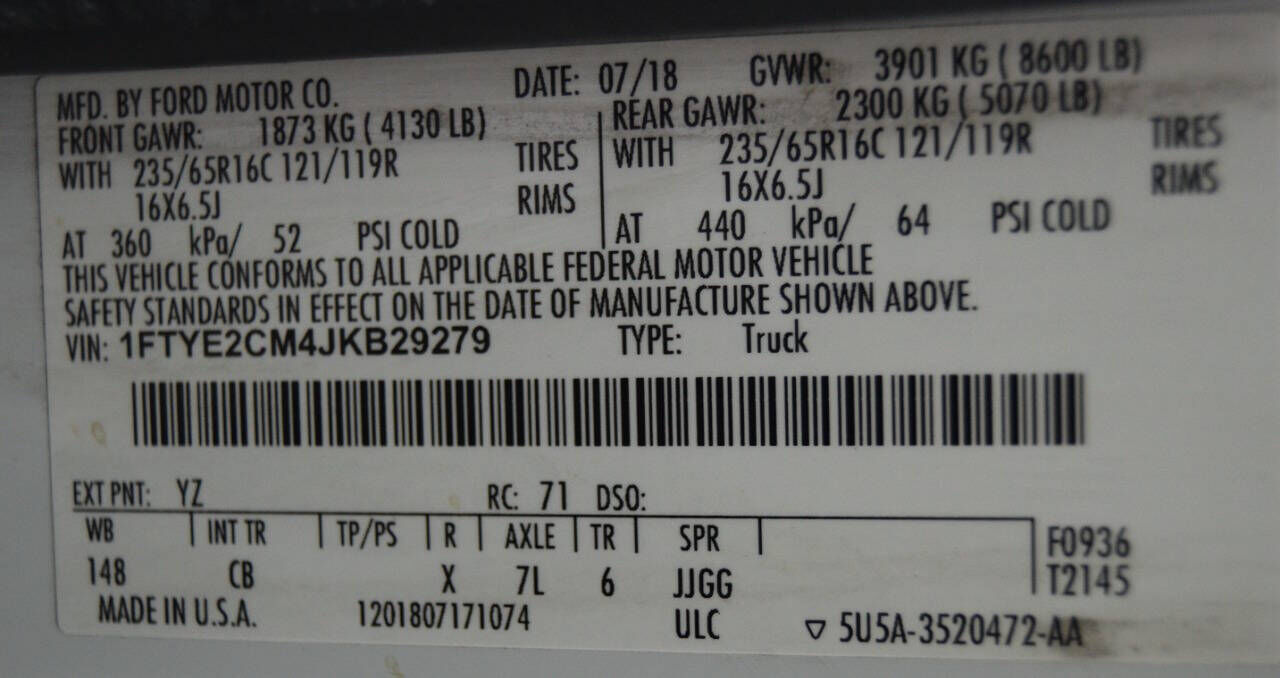 MFD. BY FORD MOTOR CO. DATE: 07/18 GVWR: 3901 KG ( 8600 LB)
FRONT GAWR: 1873 KG ( 4130 LB) REAR GAWR: 2300 KG ( 5070 LB)
WITH 235/65R16C 121/119R TIRES WITH 235/65R16C 121/119R TIRES
16X6.5J RIMS 16X6.5J RIMS
AT 360 kPa/ 52 PSI COLD AT 440 kPa/ 64 PSI COLD
THIS VEHICLE CONFORMS TO ALL APPLICABLE FEDERAL MOTOR VEHICLE
SAFETY STANDARDS IN EFFECT ON THE DATE OF MANUFACTURE SHOWN ABOVE.
VIN: 1FTYE2CM4JKB29279 TYPE: Truck
EXT PNT: YZ RC: 71 DSO:
WB INT TR TP/PS R AXLE TR SPR F0936
148 CB X 7L 6 JJGG T2145
MADE IN U.S.A. 1201807171074 ULC ▽ 5U5A-3520472-AA